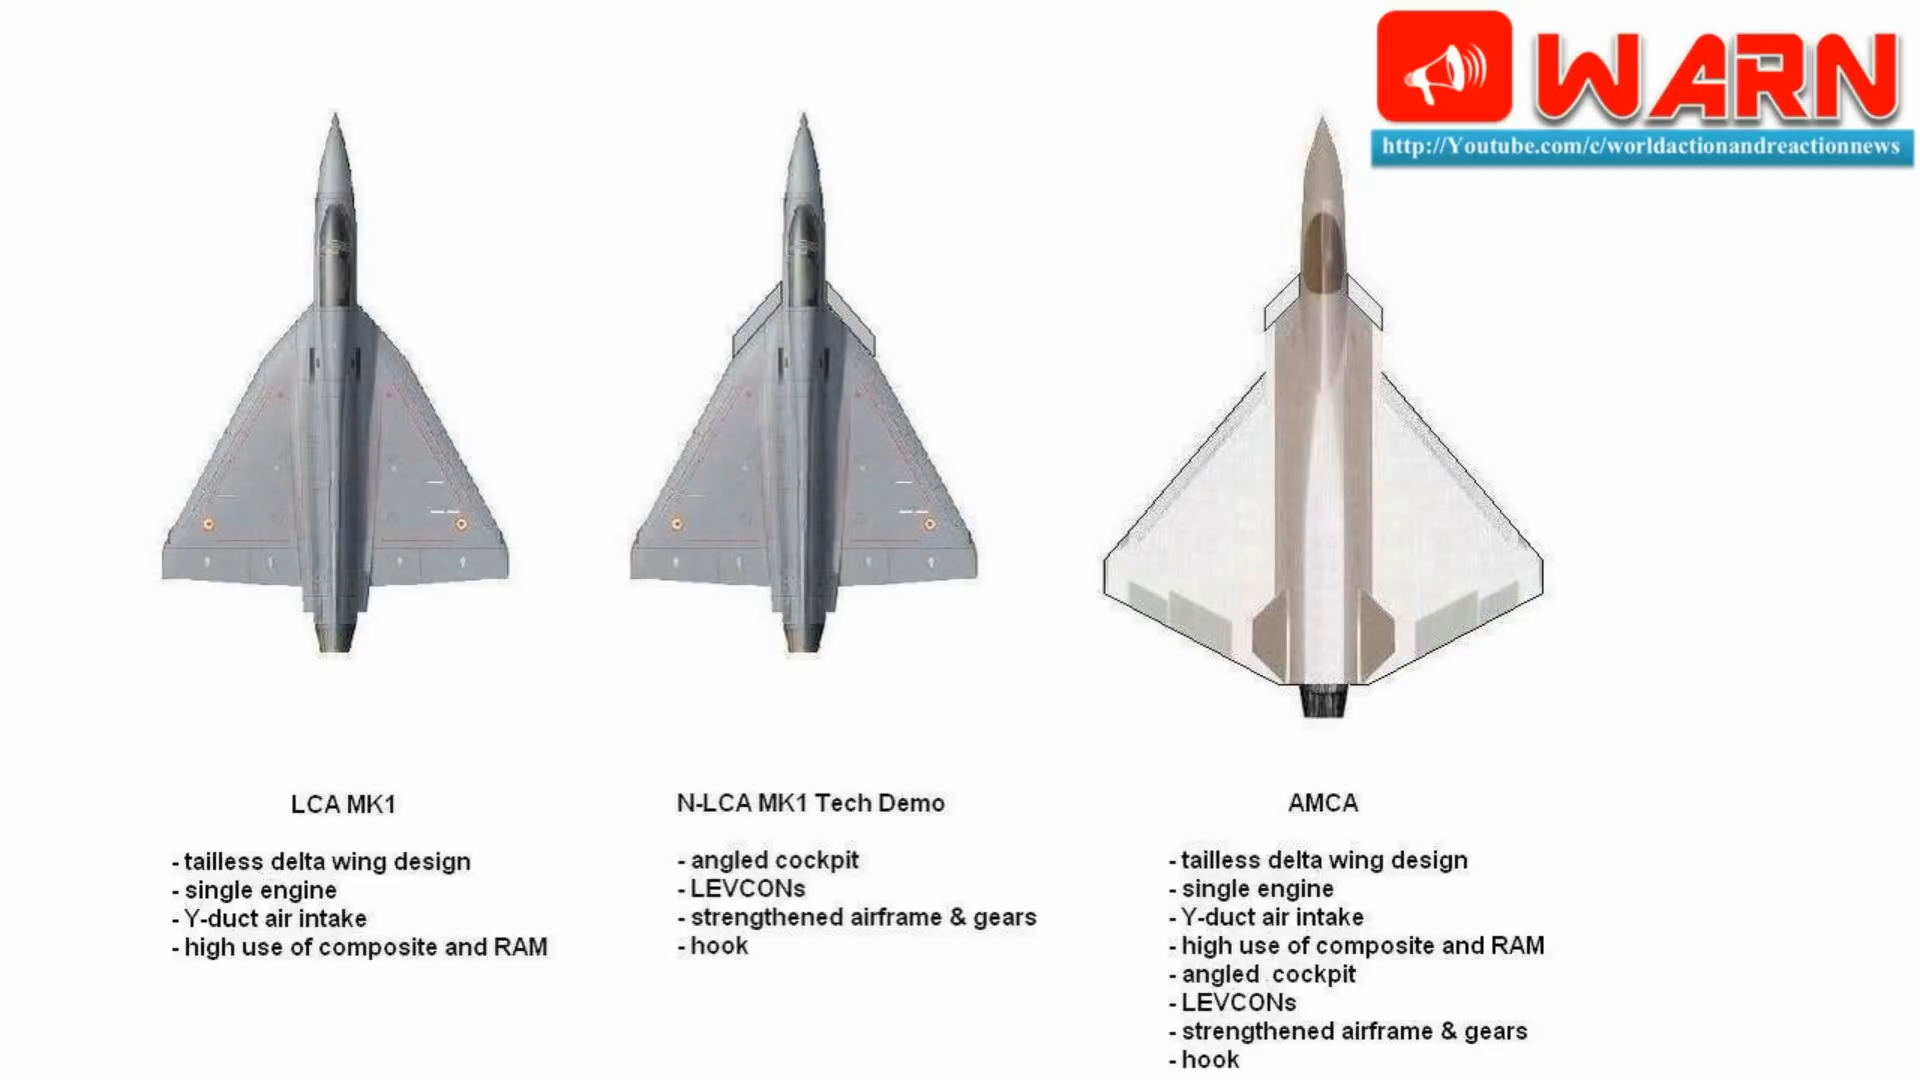 WARN
http://Youtube.com/c/worldactionandreactionnews
LCA MK1
- tailless delta wing design
- single engine
- Y-duct air intake
- high use of composite and RAM
N-LCA MK1 Tech Demo
- angled cockpit
- LEVCONs
- strengthened airframe & gears
- hook
AMCA
- tailless delta wing design
- single engine
- Y-duct air intake
- high use of composite and RAM
- angled cockpit
- LEVCONs
- strengthened airframe & gears
- hook